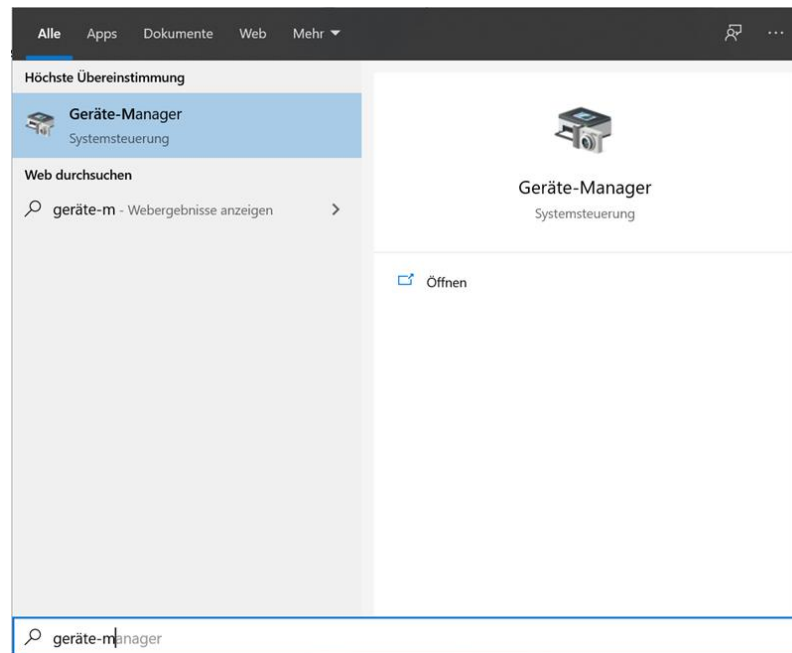 Alle Apps Dokumente Web Mehr
Höchste Übereinstimmung
Geräte-Manager
Systemsteuerung
Web durchsuchen
geräte-m - Webergebnisse anzeigen
Geräte-Manager
Systemsteuerung
Öffnen
geräte-manager